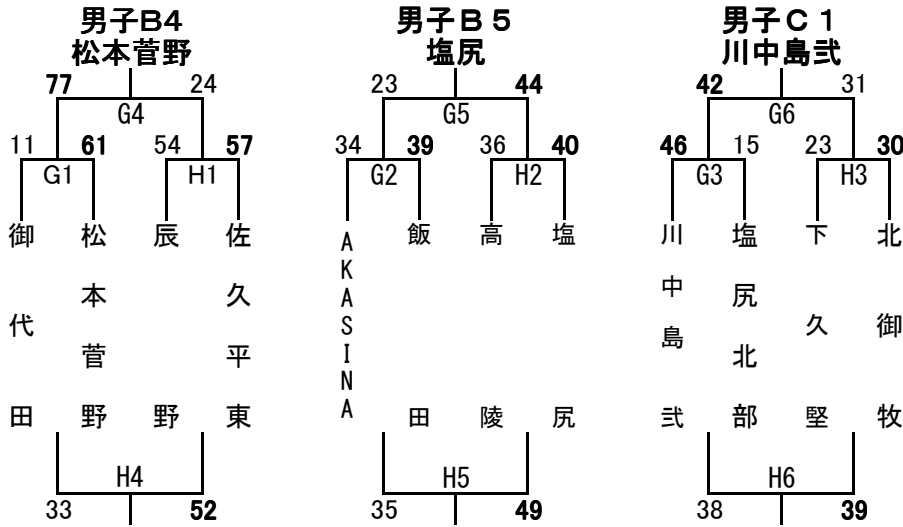 男子B4 男子B 5 男子C 1
松本菅野 塩尻 川中島弐
77 24 23 44 42 31
G4 G5 G6
11 61 54 57 34 39 36 40 46 15 23 30
G1 H1 G2 H2 G3 H3
御代田
松本菅野
辰野
佐久平東
AKASINA
飯田
高陵
塩尻
川中島弐
塩尻北部
下久堅
北御牧
H4 H5 H6
33 52 35 49 38 39